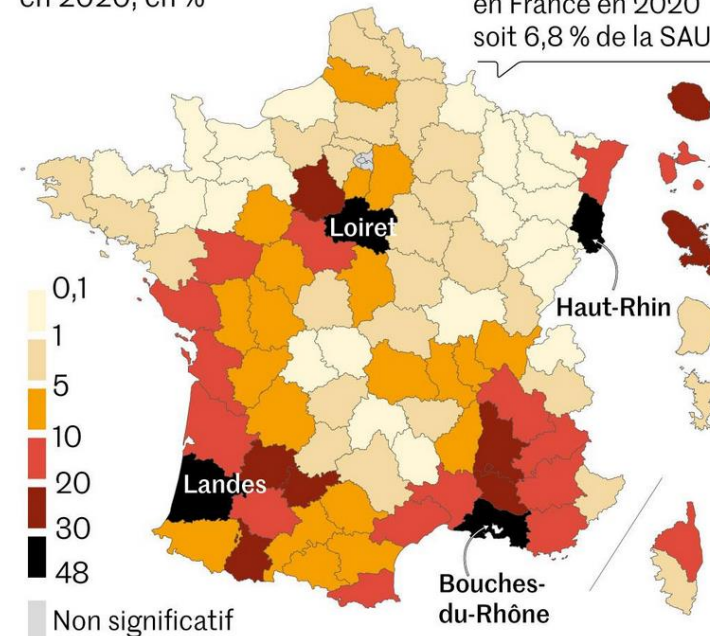 en 2020, en %
en France en 2020
soit 6,8 % de la SAU
Loiret
Haut-Rhin
Landes
Bouches-
du-Rhône
0,1
1
5
10
20
30
48
Non significatif